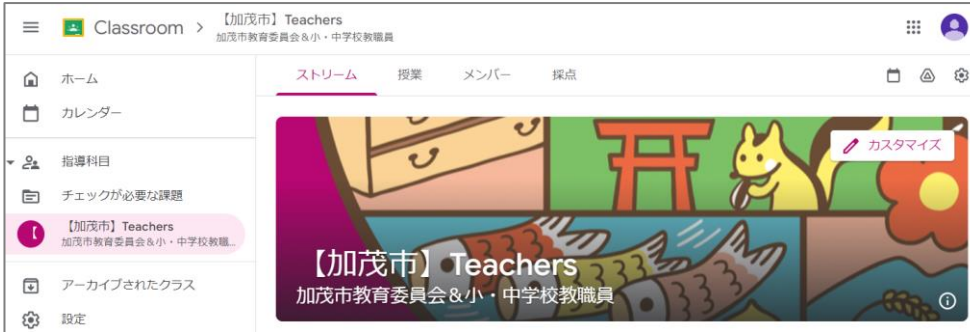 Classroom
【加茂市】Teachers
加茂市教育委員会&小・中学校教職員
ホーム
カレンダー
指導科目
チェックが必要な課題
【加茂市】Teachers
加茂市教育委員会&小・中学校教職...
アーカイブされたクラス
設定
ストリーム 授業 メンバー 採点
カスタマイズ
【加茂市】Teachers
加茂市教育委員会&小・中学校教職員